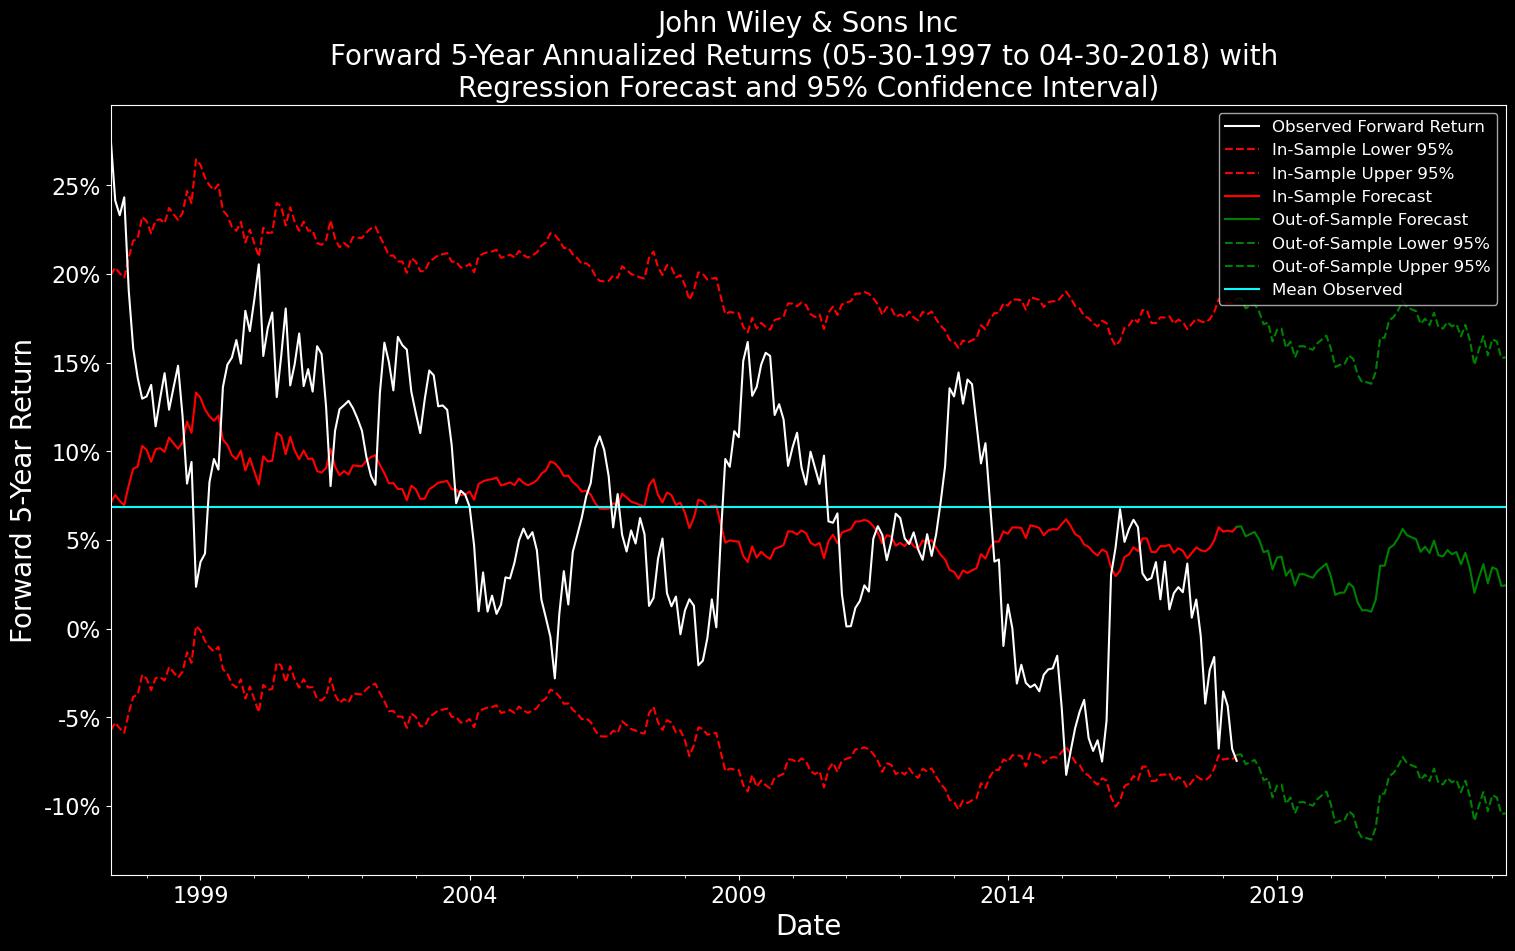 John Wiley & Sons Inc
Forward 5-Year Annualized Returns (05-30-1997 to 04-30-2018) with
Regression Forecast and 95% Confidence Interval)
Observed Forward Return
In-Sample Lower 95%
In-Sample Upper 95%
In-Sample Forecast
Out-of-Sample Forecast
Out-of-Sample Lower 95%
Out-of-Sample Upper 95%
Mean Observed
Forward 5-Year Return
25%
20%
15%
10%
5%
0%
-5%
-10%
1999
2004
2009
2014
2019
Date